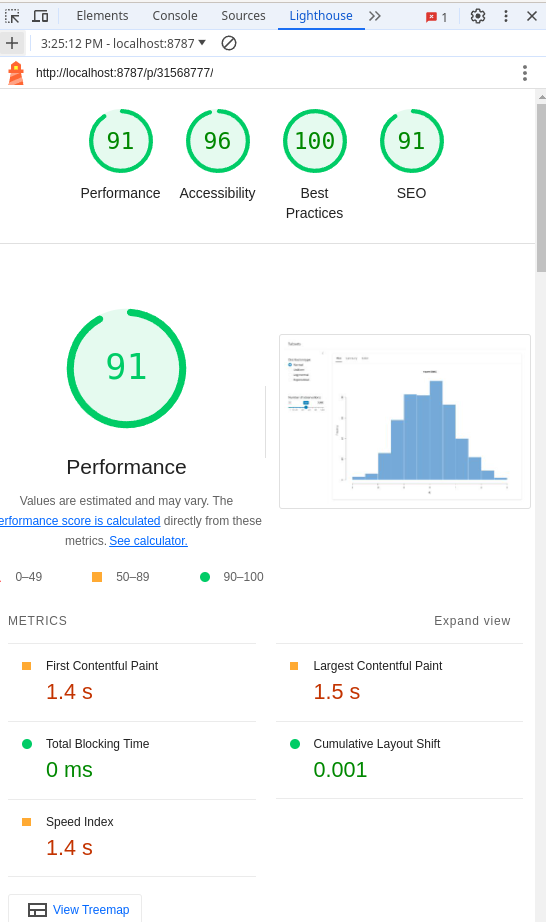 Elements Console Sources Lighthouse 1
3:25:12 PM - localhost:8787
http://localhost:8787/p/31568777/
91 96 100 91
Performance Accessibility Best SEO
Practices
91
Performance
Values are estimated and may vary. The
erformance score is calculated directly from these
metrics. See calculator.
0–49 50–89 90–100
METRICS Expand view
First Contentful Paint Largest Contentful Paint
1.4 s 1.5 s
Total Blocking Time Cumulative Layout Shift
0 ms 0.001
Speed Index
1.4 s
View Treemap